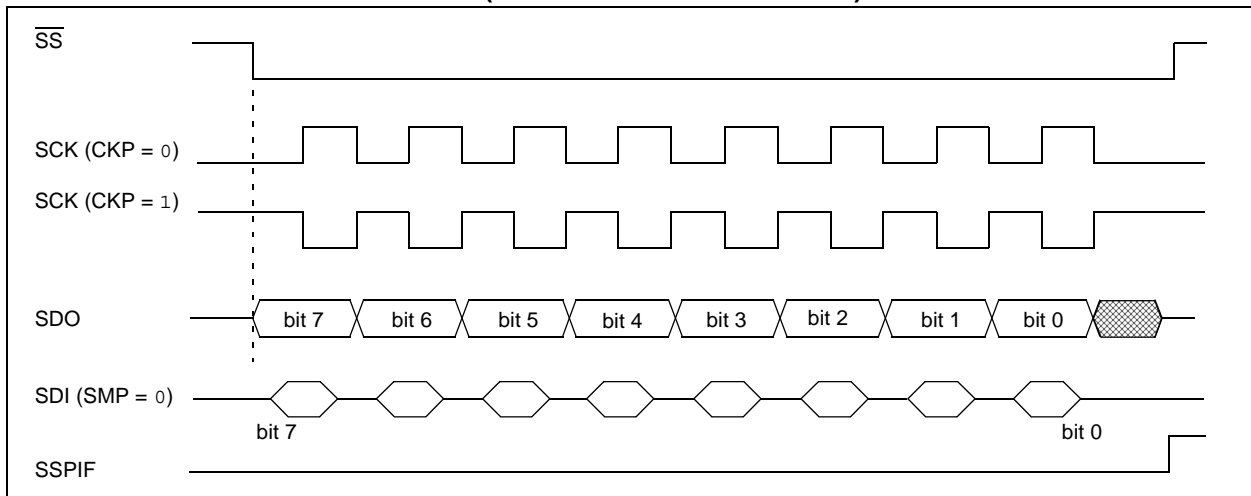 SS
SCK (CKP = 0)
SCK (CKP = 1)
SDO bit 7 bit 6 bit 5 bit 4 bit 3 bit 2 bit 1 bit 0
SDI (SMP = 0)
bit 7 bit 0
SSPIF